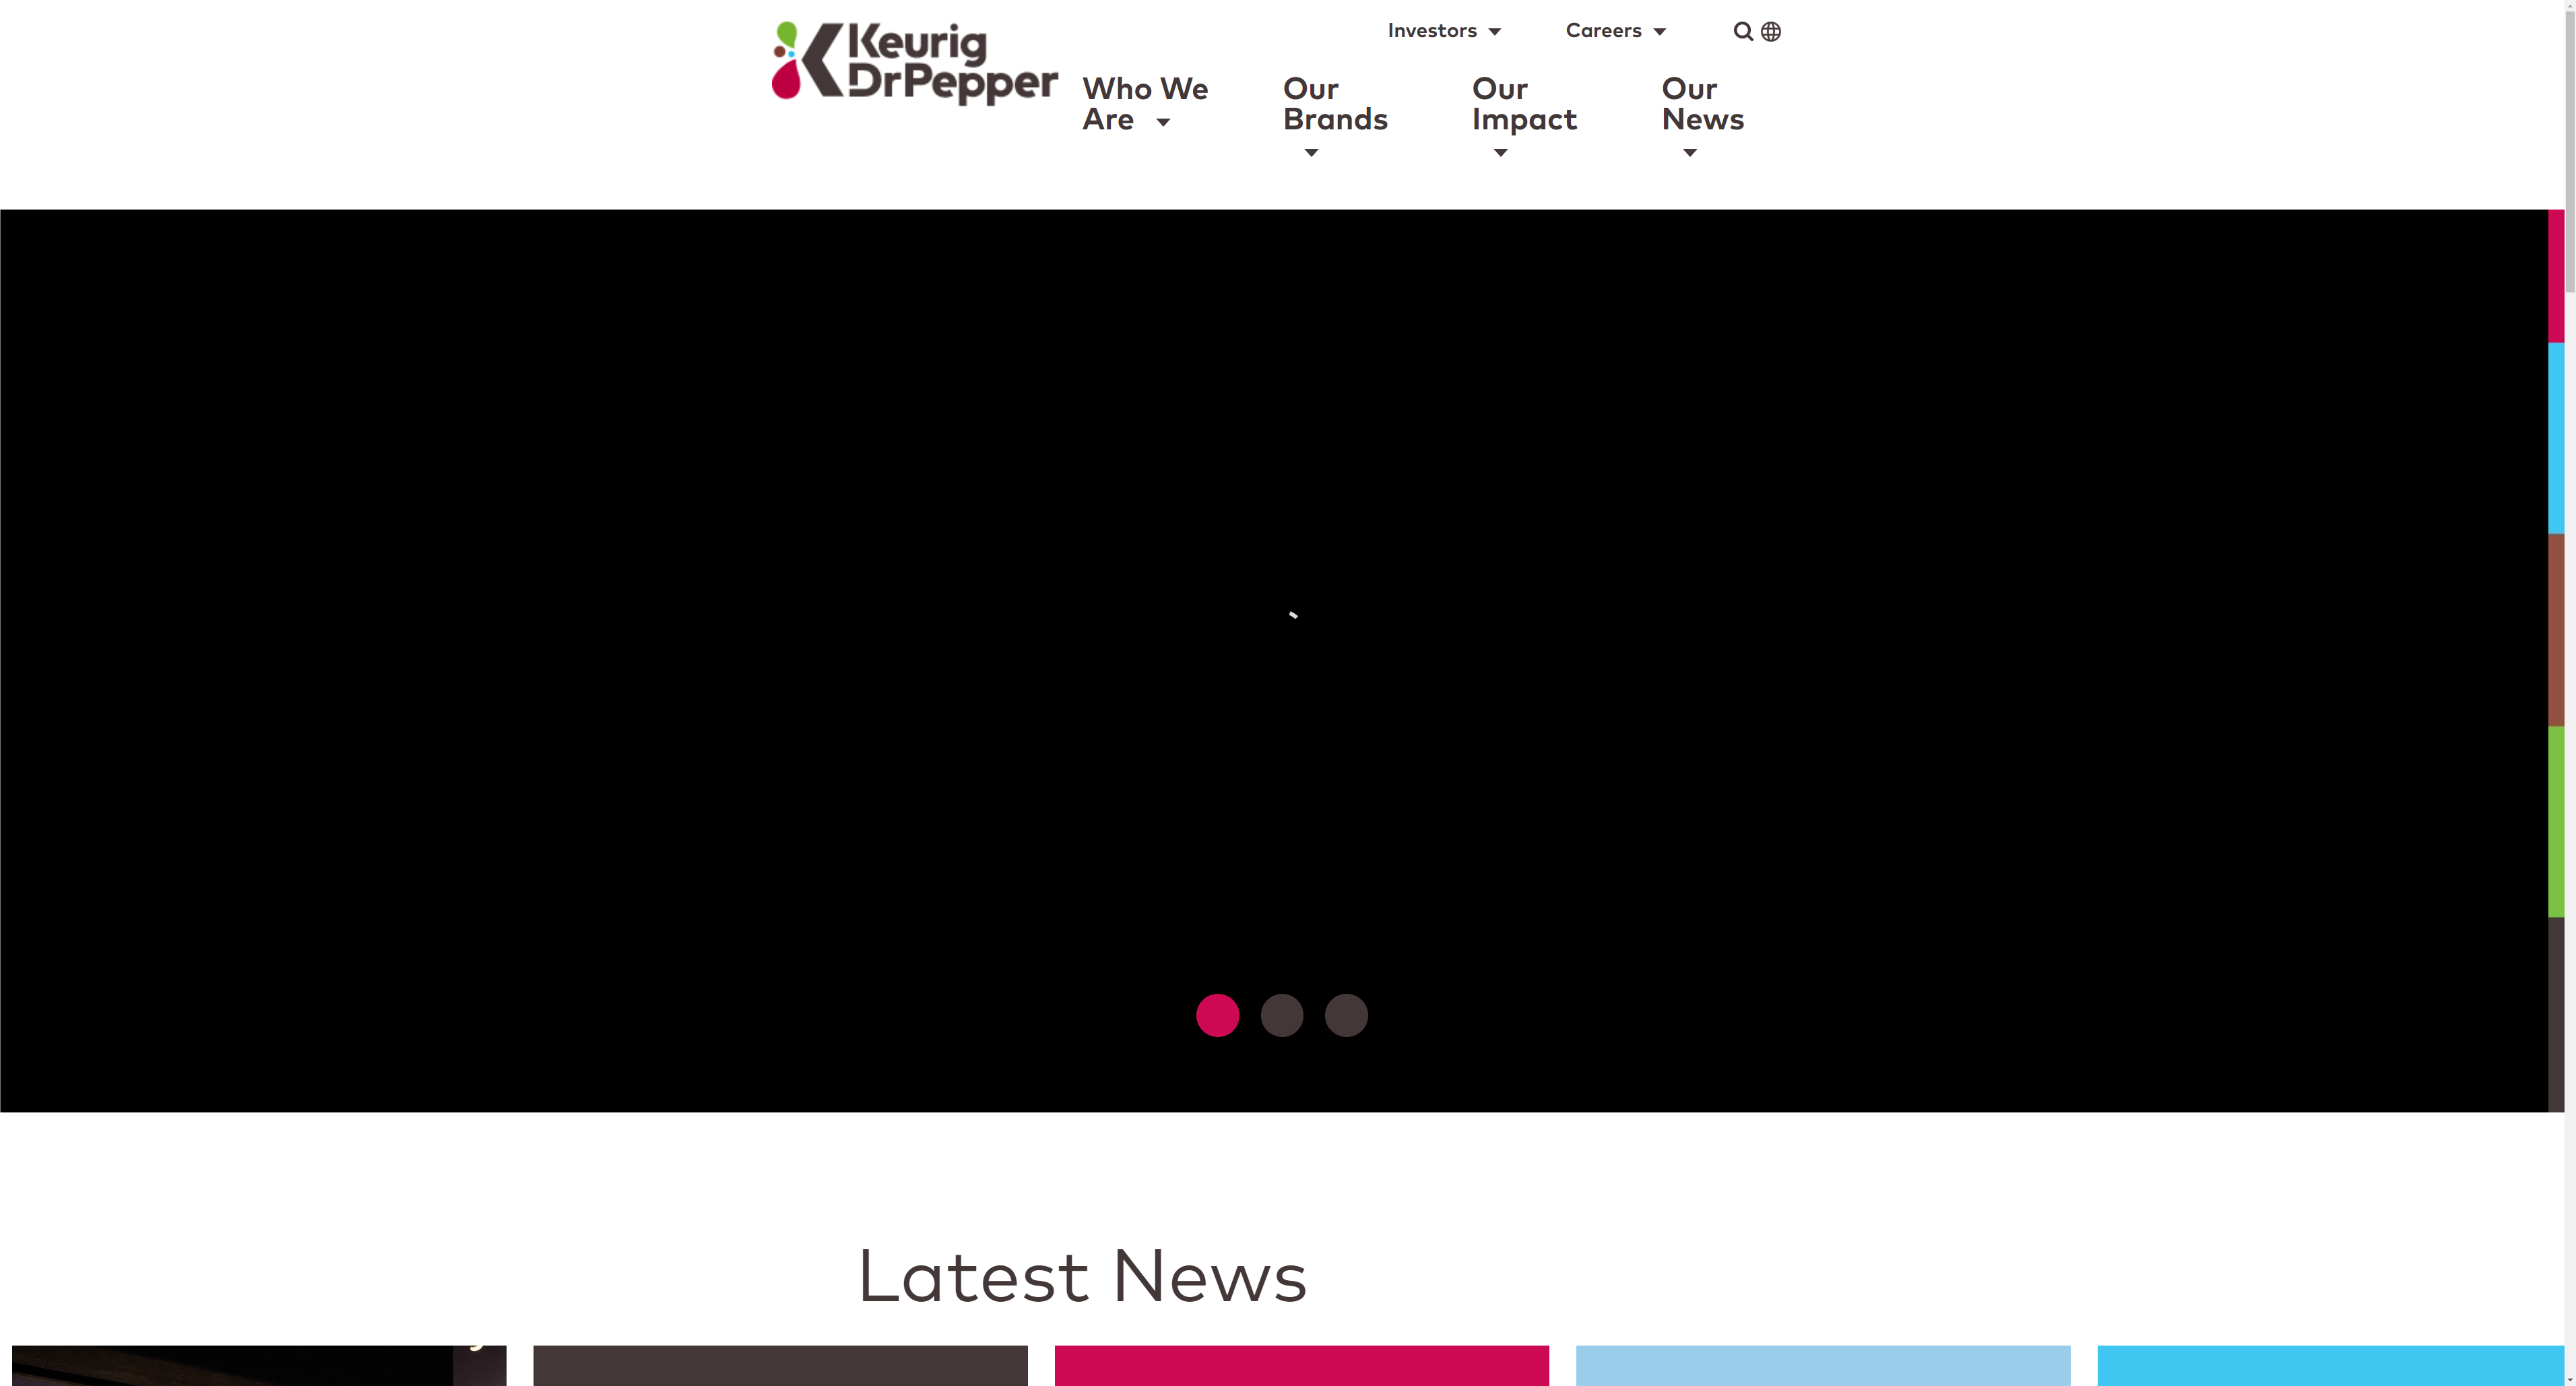 Keurig
DrPepper
Investors
Careers
Who We
Are
Our
Brands
Our
Impact
Our
News
Latest News